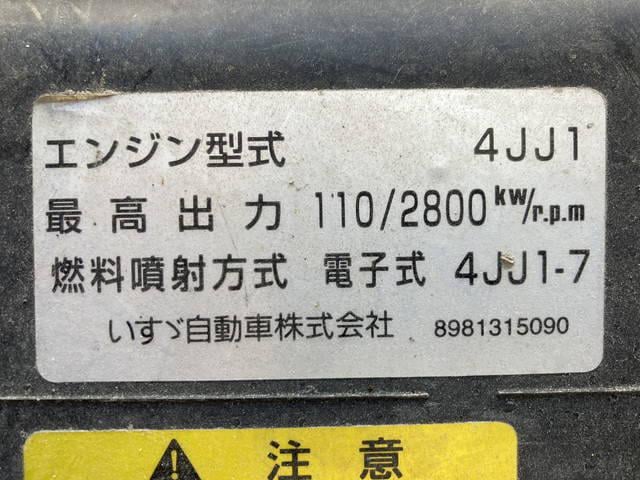 エンジン型式 4JJ1
最高出力 110/2800 kW/r.p.m
燃料噴射方式 電子式 4JJ1-7
いすゞ自動車株式会社 8981315090
注意